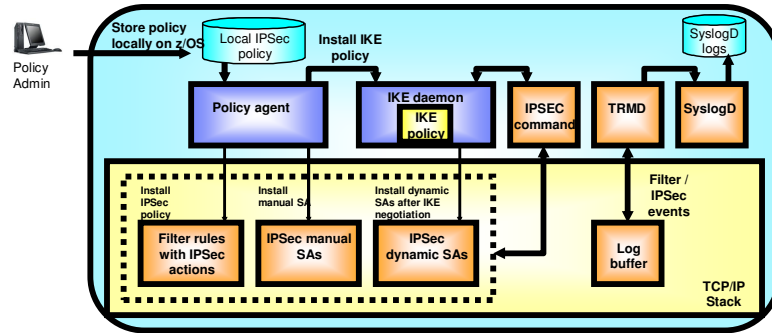 Store policy
locally on z/OS
Policy
Admin
Local IPSec
policy
Install IKE
policy
SyslogD
logs
Policy agent
IKE daemon
IKE
policy
IPSEC
command
TRMD
SyslogD
Install
IPSec
policy
Install
manual SA
Install dynamic
SAs after IKE
negotiation
Filter /
IPSec
events
Filter rules
with IPSec
actions
IPSec manual
SAs
IPSec
dynamic SAs
Log
buffer
TCP/IP
Stack